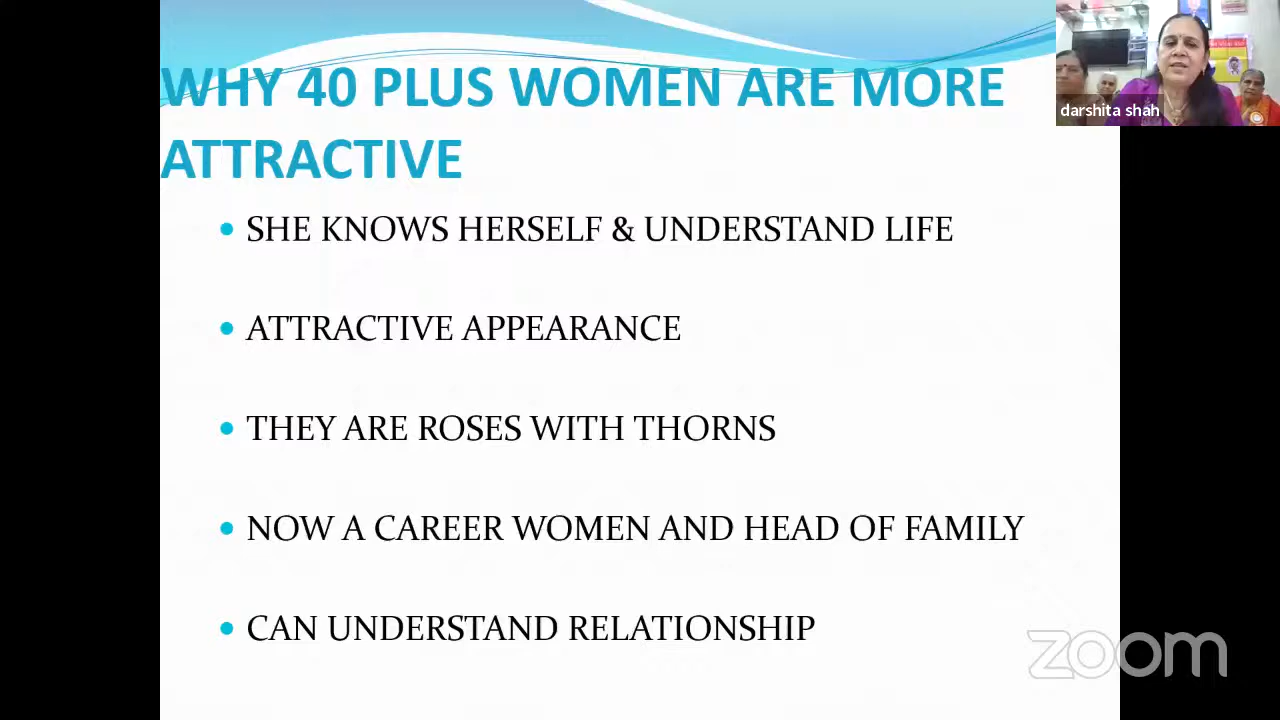 WHY 40 PLUS WOMEN ARE MORE
ATTRACTIVE
darshita shah
SHE KNOWS HERSELF & UNDERSTAND LIFE
ATTRACTIVE APPEARANCE
THEY ARE ROSES WITH THORNS
NOW A CAREER WOMEN AND HEAD OF FAMILY
CAN UNDERSTAND RELATIONSHIP
zoom